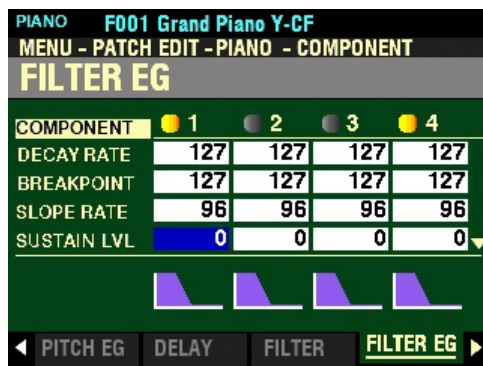 PIANO F001 Grand Piano Y-CF
MENU - PATCH EDIT - PIANO - COMPONENT
FILTER EG
COMPONENT 1 2 3 4
DECAY RATE 127 127 127 127
BREAKPOINT 127 127 127 127
SLOPE RATE 96 96 96 96
SUSTAIN LVL 0 0 0 0
PITCH EG DELAY FILTER FILTER EG